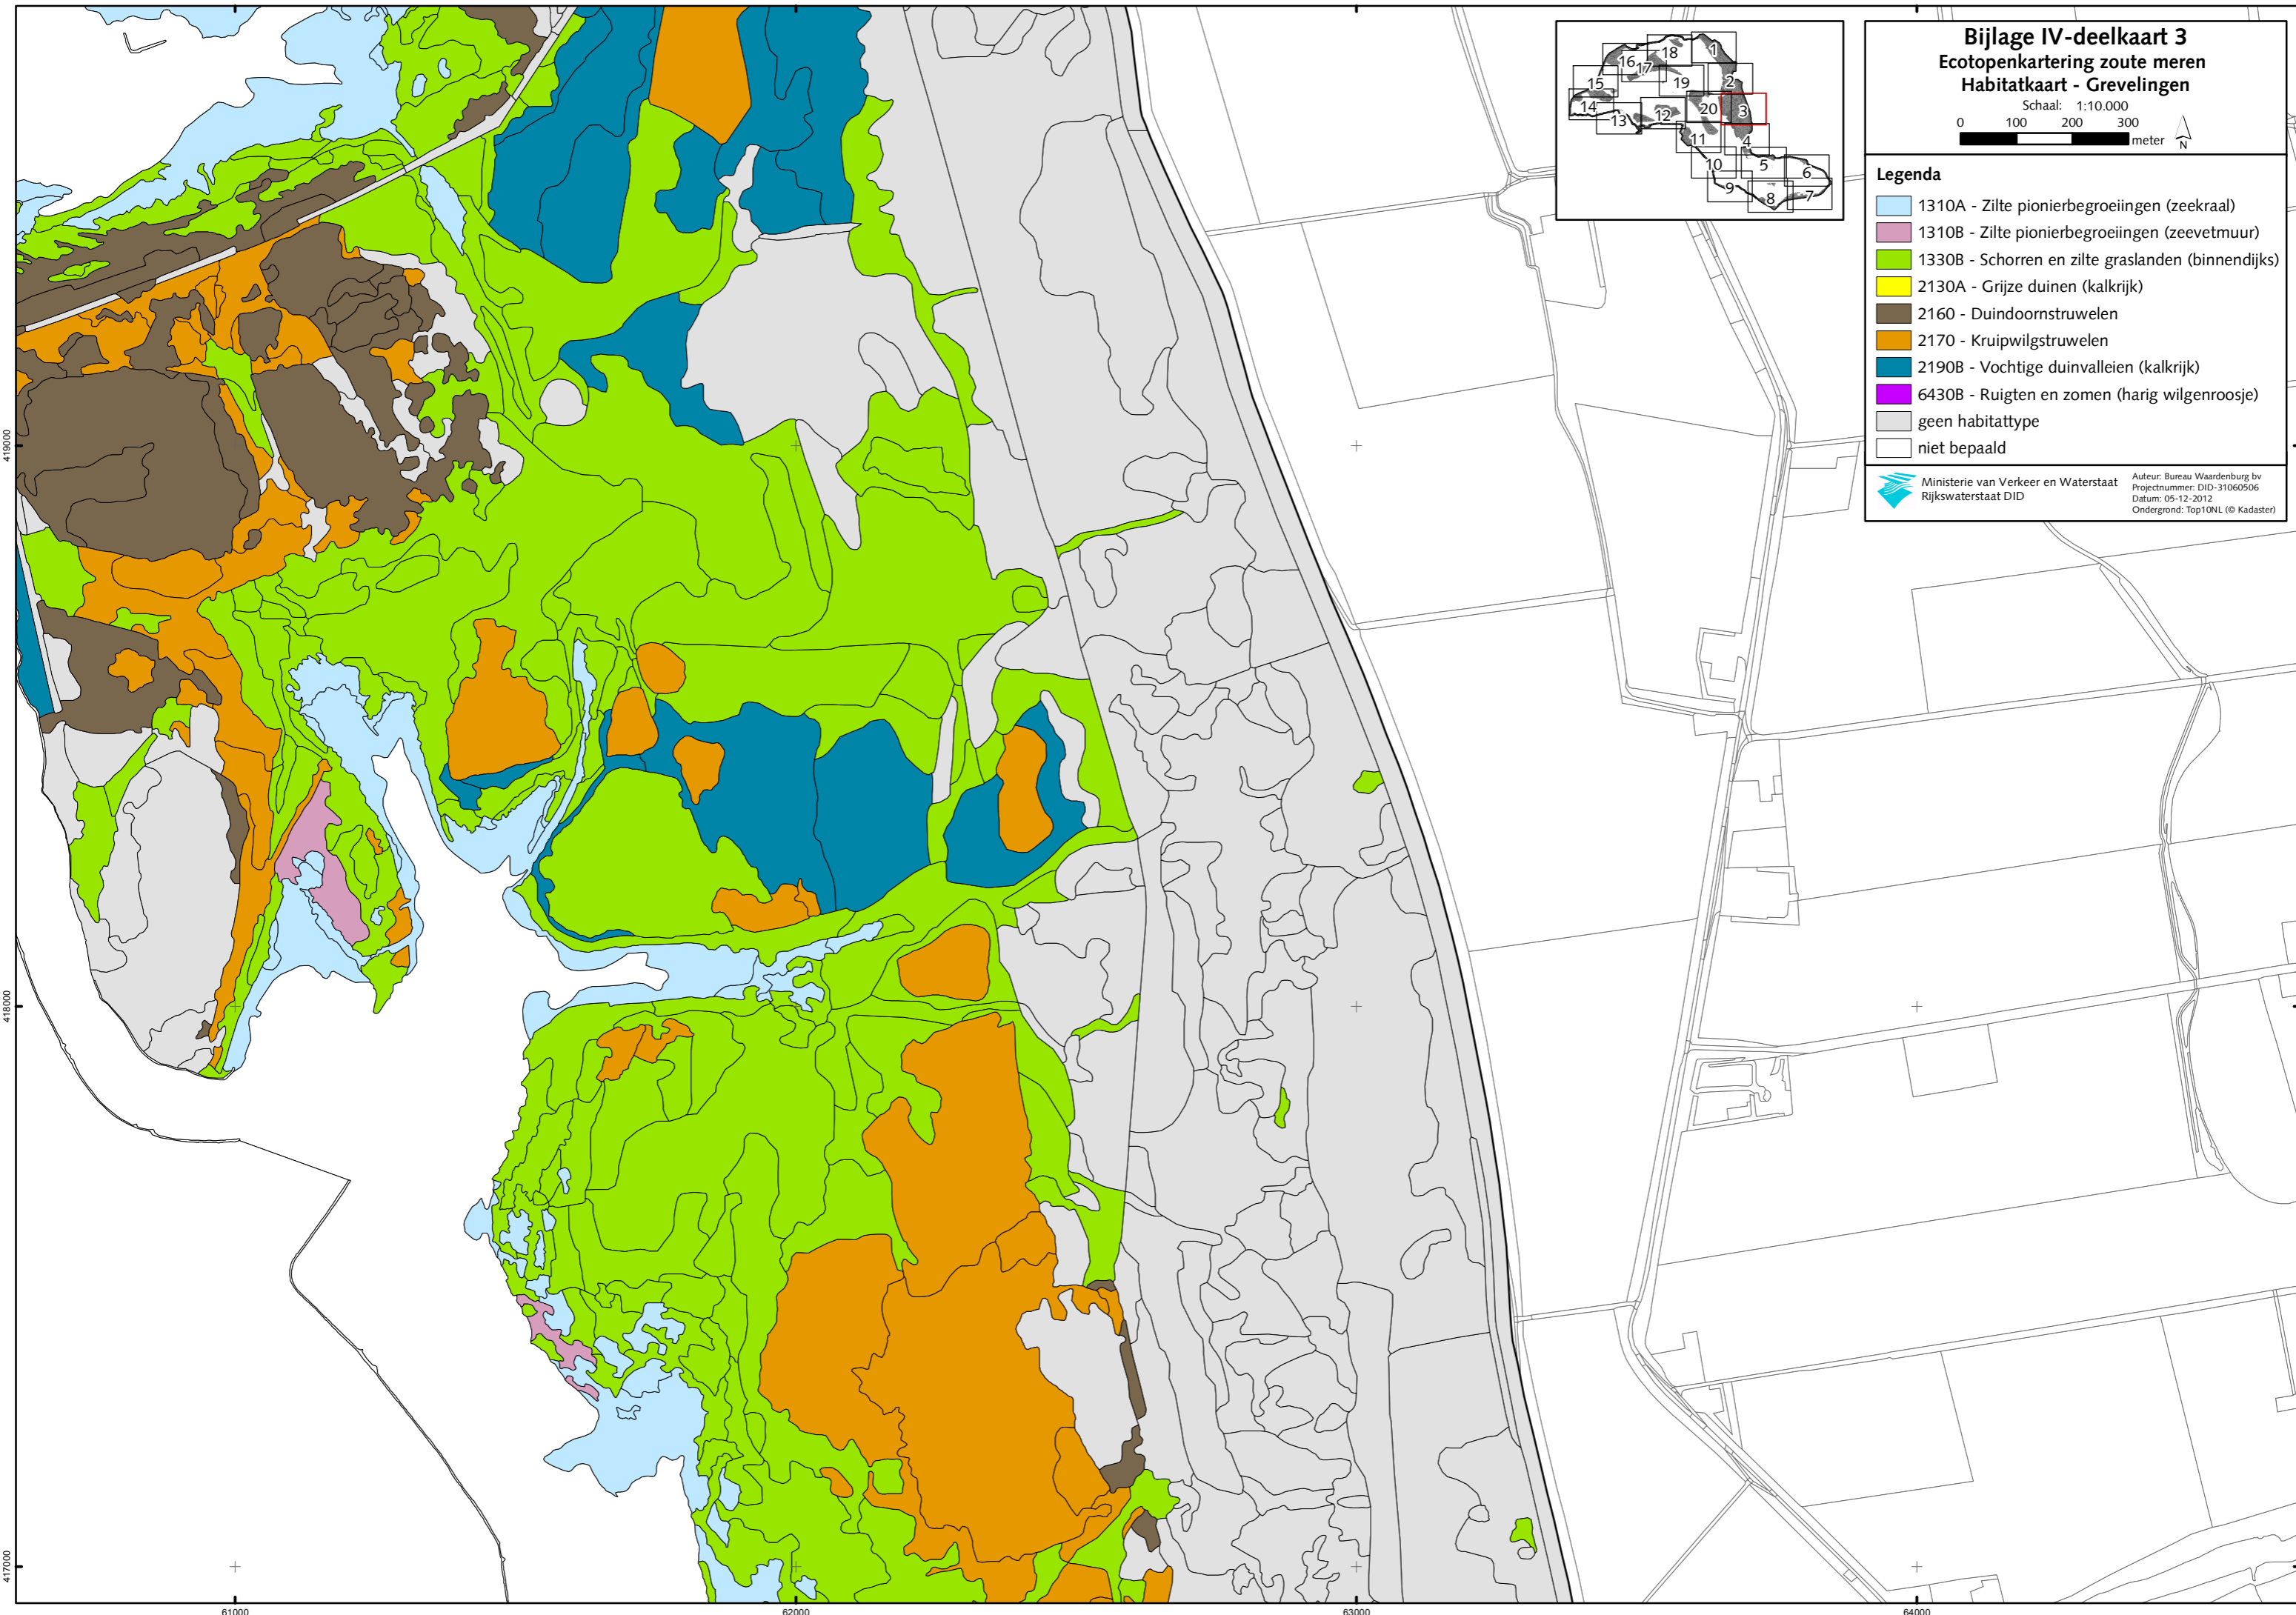 Bijlage IV-deelkaart 3
Ecotopenkartering zoute meren
Habitatkaart - Grevelingen
Schaal: 1:10.000
0 100 200 300
meter
N
Legenda
1310A - Zilte pionierbegroeiingen (zeekraal)
1310B - Zilte pionierbegroeiingen (zeevetmuur)
1330B - Schorren en zilte graslanden (binnendijks)
2130A - Grijze duinen (kalkrijk)
2160 - Duindoornstruwelen
2170 - Kruipwilgstruwelen
2190B - Vochtige duinvalleien (kalkrijk)
6430B - Ruigten en zomen (harig wilgenroosje)
geen habitattype
niet bepaald
Ministerie van Verkeer en Waterstaat
Rijkswaterstaat DID
Auteur: Bureau Waardenburg bv
Projectnummer: DID-31060506
Datum: 05-12-2012
Ondergrond: Top10NL (© Kadaster)
18 1
16 17
15 19 2
14 12 20 3
13
11 4
10 5
6
9 8 7
419000
418000
417000
61000 62000 63000 64000